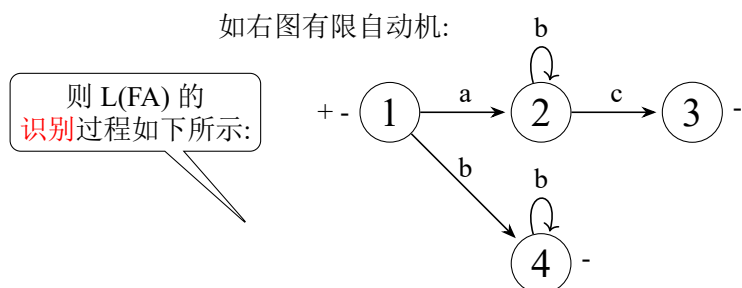 如右图有限自动机:
b
则 L(FA) 的
识别过程如下所示:
+ - 1 a 2 c 3 -
b
b
4 -